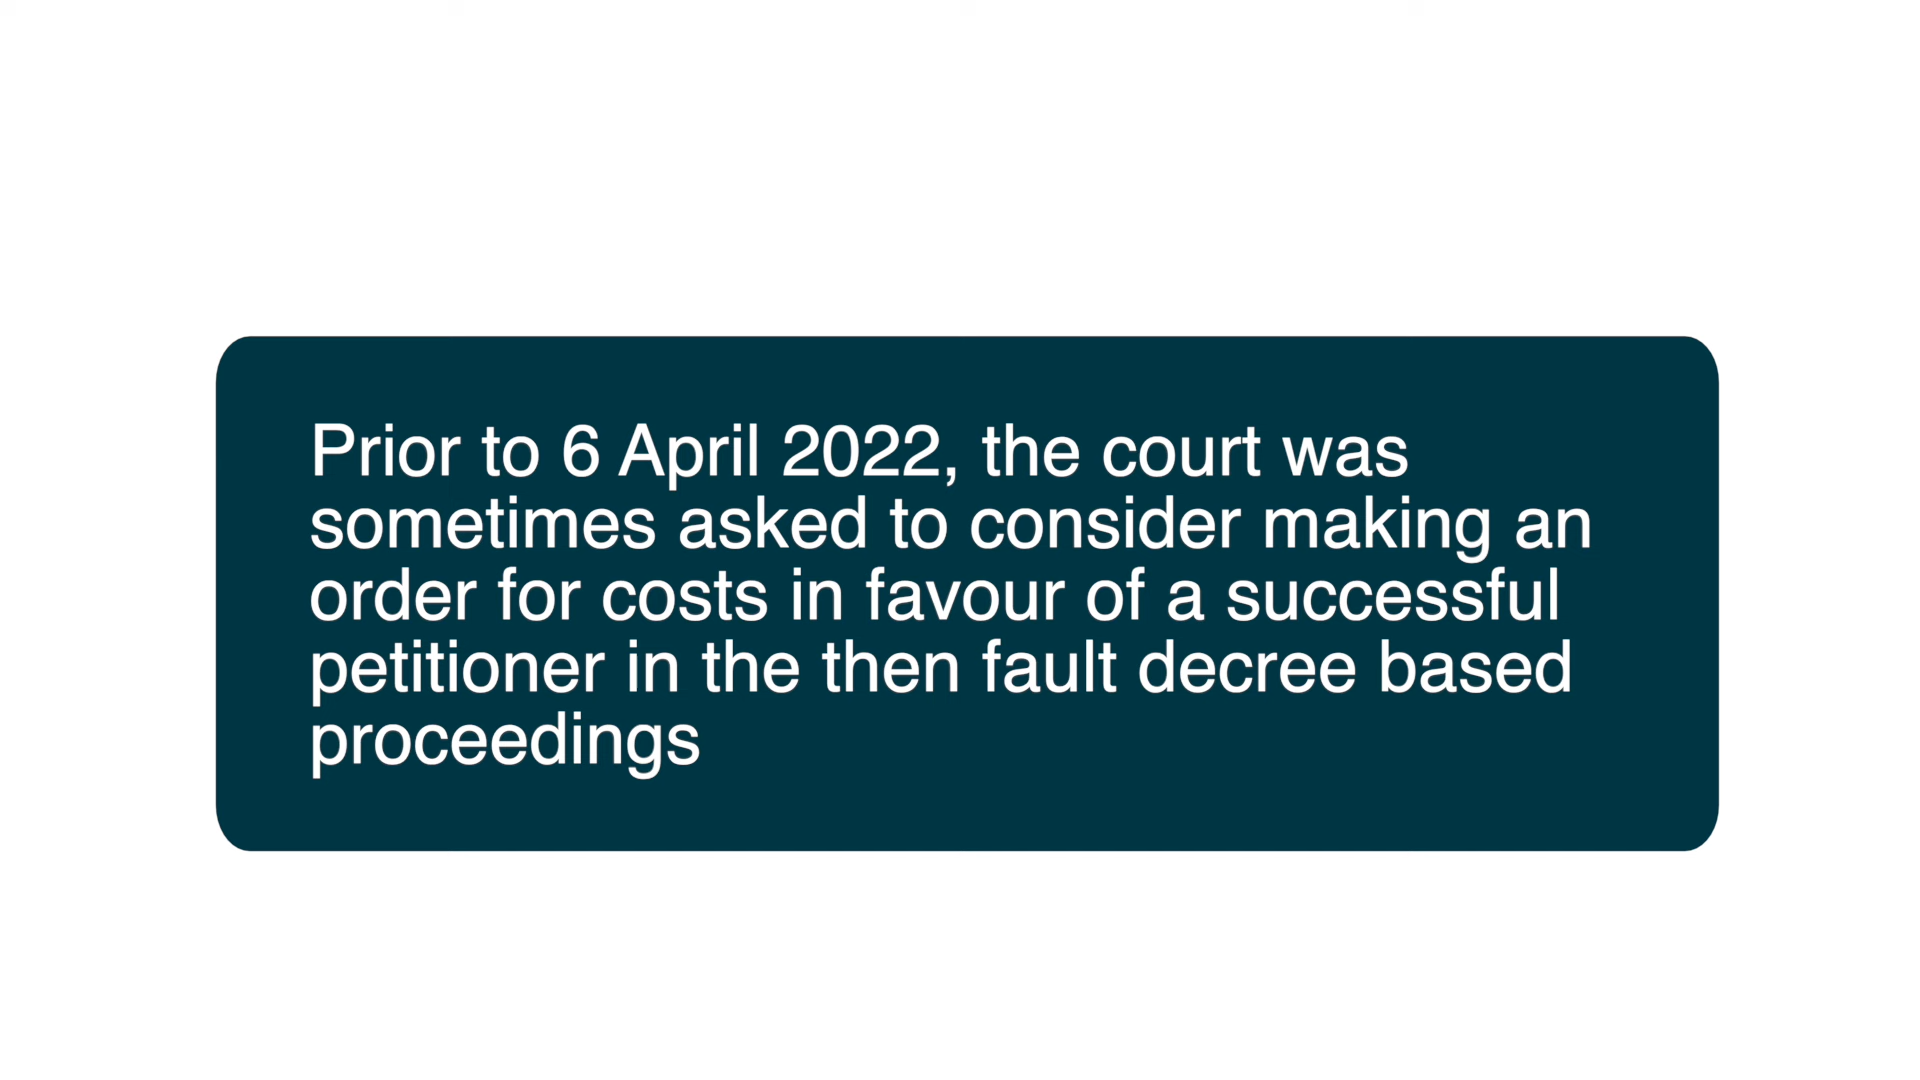 Prior to 6 April 2022, the court was
sometimes asked to consider making an
order for costs in favour of a successful
petitioner in the then fault decree based
proceedings